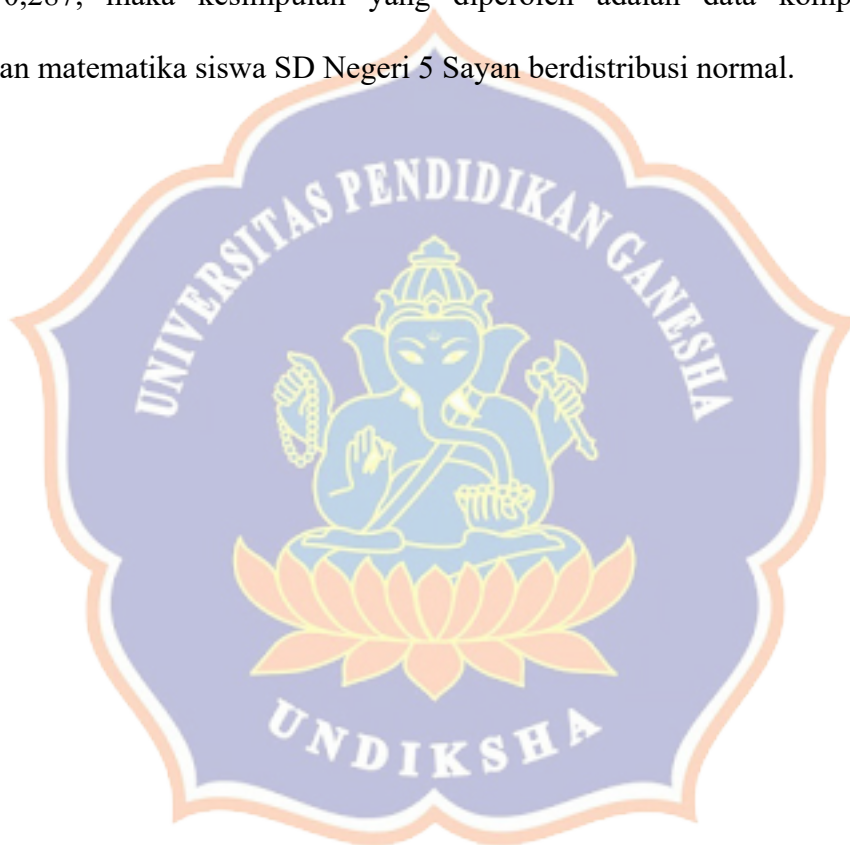 0,287, maka kesimpulan yang diperoleh adalah data komp
an matematika siswa SD Negeri 5 Sayan berdistribusi normal.
UNIVERSITAS PENDIDIKAN GANESHA
UNDIKSHA